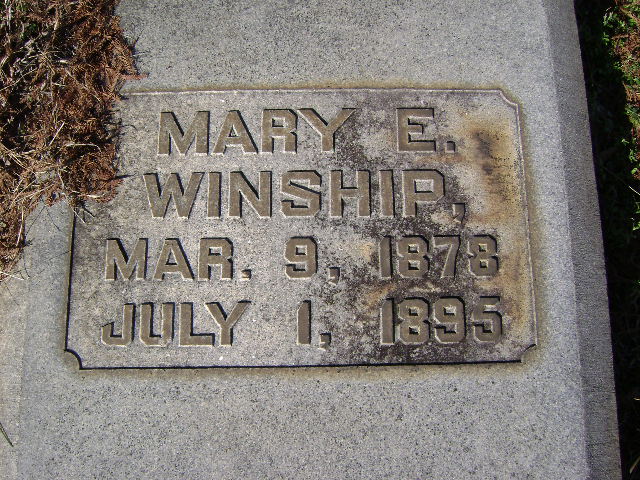 MARY E.
WINSHIP,
MAR. 9, 1878
JULY 1, 1895